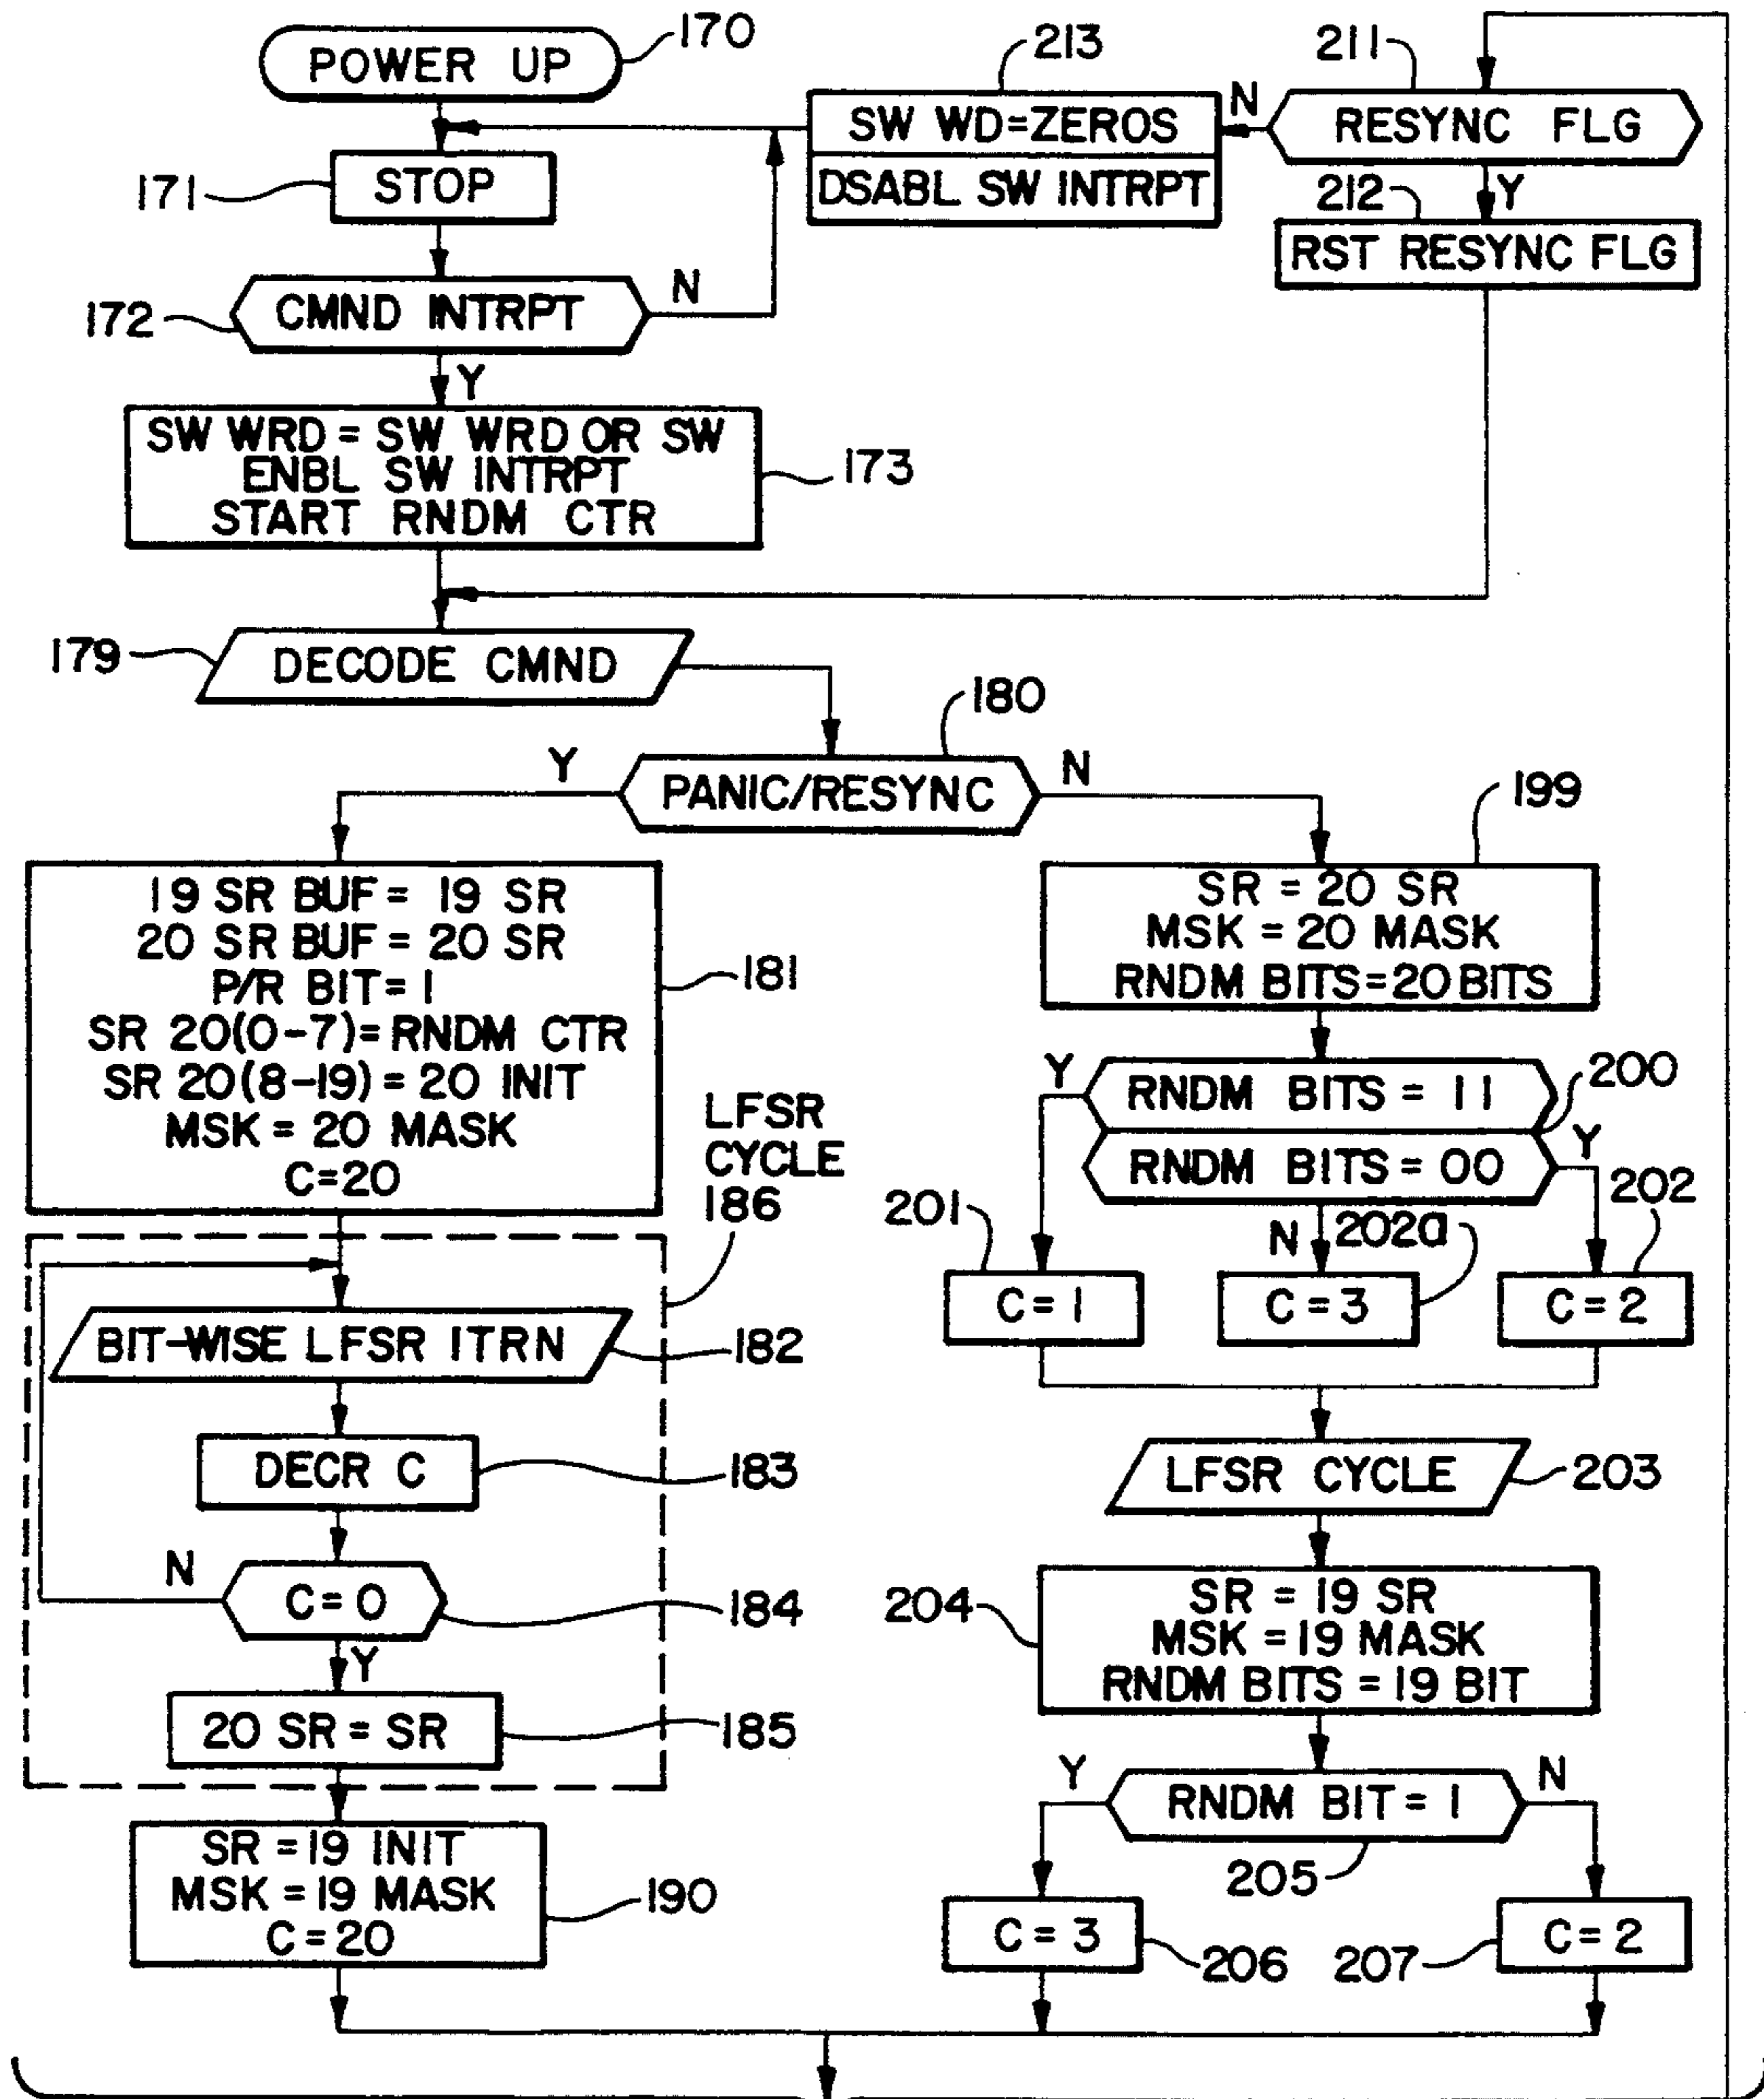 POWER UP
170
STOP
171
CMND INTRPT
172
N
Y
SW WRD = SW WRD OR SW
ENBL SW INTRPT
START RNDM CTR
173
213
SW WD=ZEROS
DSABL SW INTRPT
211
N
RESYNC FLG
Y
212
RST RESYNC FLG
179
DECODE CMND
180
Y
PANIC/RESYNC
N
19 SR BUF = 19 SR
20 SR BUF = 20 SR
P/R BIT = 1
SR 20(0-7)=RNDM CTR
SR 20(8-19) = 20 INIT
MSK = 20 MASK
C=20
181
LFSR
CYCLE
186
BIT-WISE LFSR ITRN
182
DECR C
183
N
C=0
184
Y
20 SR = SR
185
SR = 19 INIT
MSK = 19 MASK
C=20
190
199
SR = 20 SR
MSK = 20 MASK
RNDM BITS=20 BITS
Y
RNDM BITS = 11
200
RNDM BITS = 00
Y
201
N
202a
202
C = 1
C = 3
C = 2
LFSR CYCLE
203
204
SR = 19 SR
MSK = 19 MASK
RNDM BITS = 19 BIT
Y
RNDM BIT = 1
N
205
C = 3
206
207
C = 2